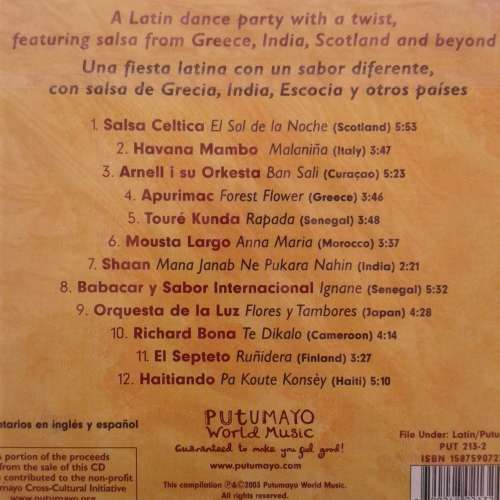 A Latin dance party with a twist,
featuring salsa from Greece, India, Scotland and beyond
Una fiesta latina con un sabor diferente,
con salsa de Grecia, India, Escocia y otros países
1. Salsa Celtica El Sol de la Noche (Scotland) 5:53
2. Havana Mambo Malaniña (Italy) 3:47
3. Arnell i su Orkesta Ban Sali (Curaçao) 5:23
4. Apurimac Forest Flower (Greece) 3:46
5. Touré Kunda Rapada (Senegal) 3:48
6. Mousta Largo Anna Maria (Morocco) 3:37
7. Shaan Mana Janab Ne Pukara Nahin (India) 2:21
8. Babacar y Sabor Internacional Ignane (Senegal) 5:32
9. Orquesta de la Luz Flores y Tambores (Japan) 4:28
10. Richard Bona Te Dikalo (Cameroon) 4:14
11. El Septeto Ruñidera (Finland) 3:27
12. Haitiando Pa Koute Konsèy (Haiti) 5:10
PUTUMAYO
World Music
Guaranteed to make you feel good!
www.putumayo.com
This compilation ℗&©2003 Putumayo World Music.
All rights reserved.
etarios en inglés y español
portion of the proceeds
from the sale of this CD
contributed to the non-profit
mayo Cross-Cultural Initiative
www.putumayo.org
File Under: Latin/Putu
PUT 213-2
ISBN 158759072